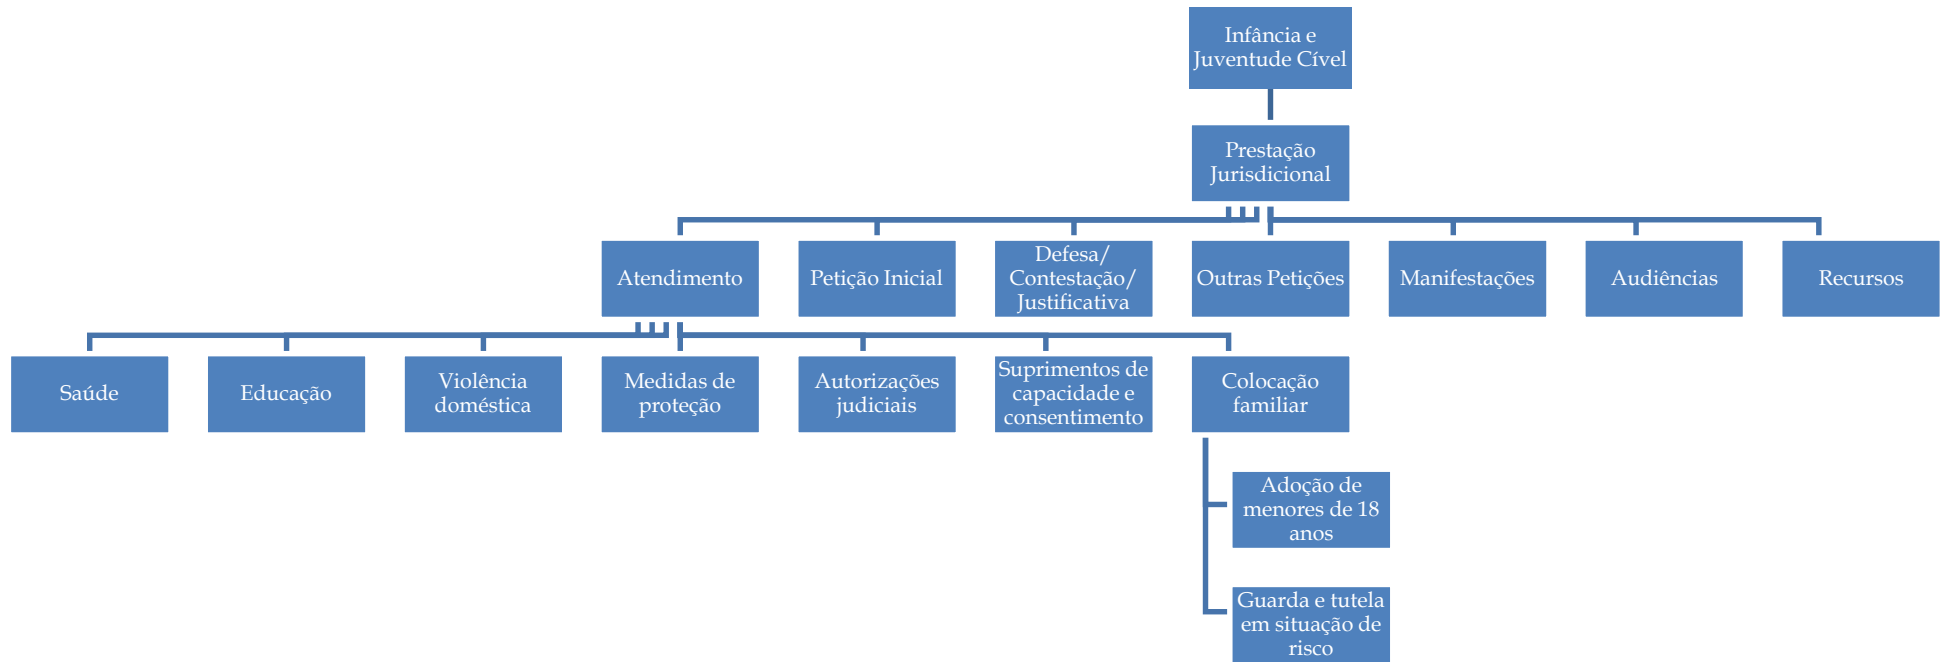 Infância e
Juventude Cível
Prestação
Jurisdicional
Atendimento
Petição Inicial
Defesa/
Contestação/
Justificativa
Outras Petições
Manifestações
Audiências
Recursos
Saúde
Educação
Violência
doméstica
Medidas de
proteção
Autorizações
judiciais
Suprimentos de
capacidade e
consentimento
Colocação
familiar
Adoção de
menores de 18
anos
Guarda e tutela
em situação de
risco